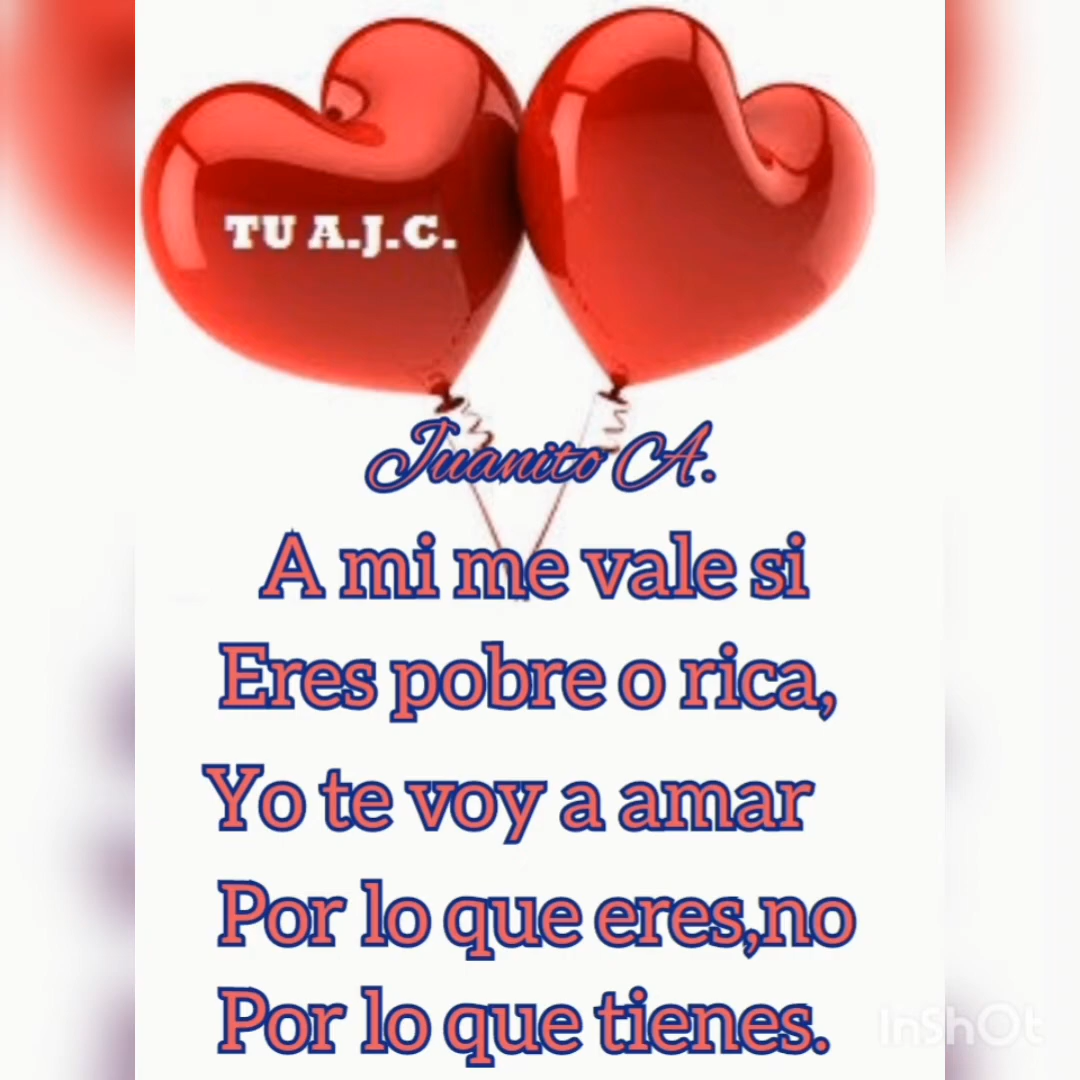 TU A.J.C.
Juanito A.
A mi me vale si
Eres pobre o rica,
Yo te voy a amar
Por lo que eres,no
Por lo que tienes.
InShOt